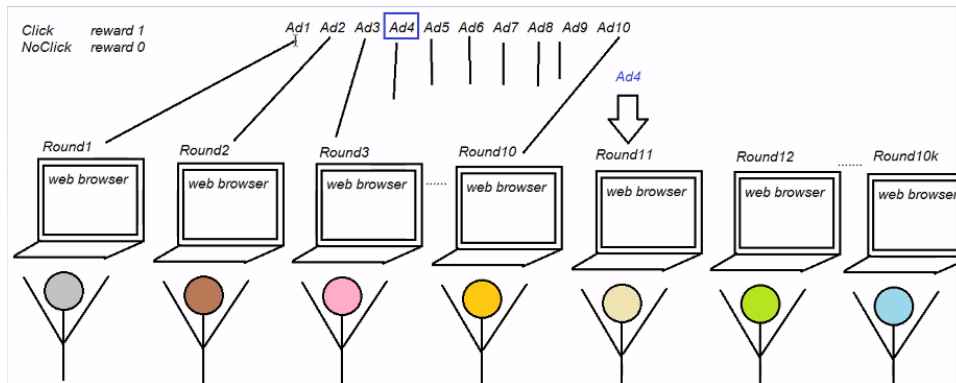 Click reward 1
NoClick reward 0
Ad1 Ad2 Ad3 Ad4 Ad5 Ad6 Ad7 Ad8 Ad9 Ad10
Ad4
Round1 Round2 Round3 Round10 Round11 Round12 ....... Round10k
web browser web browser web browser ...... web browser web browser web browser web browser